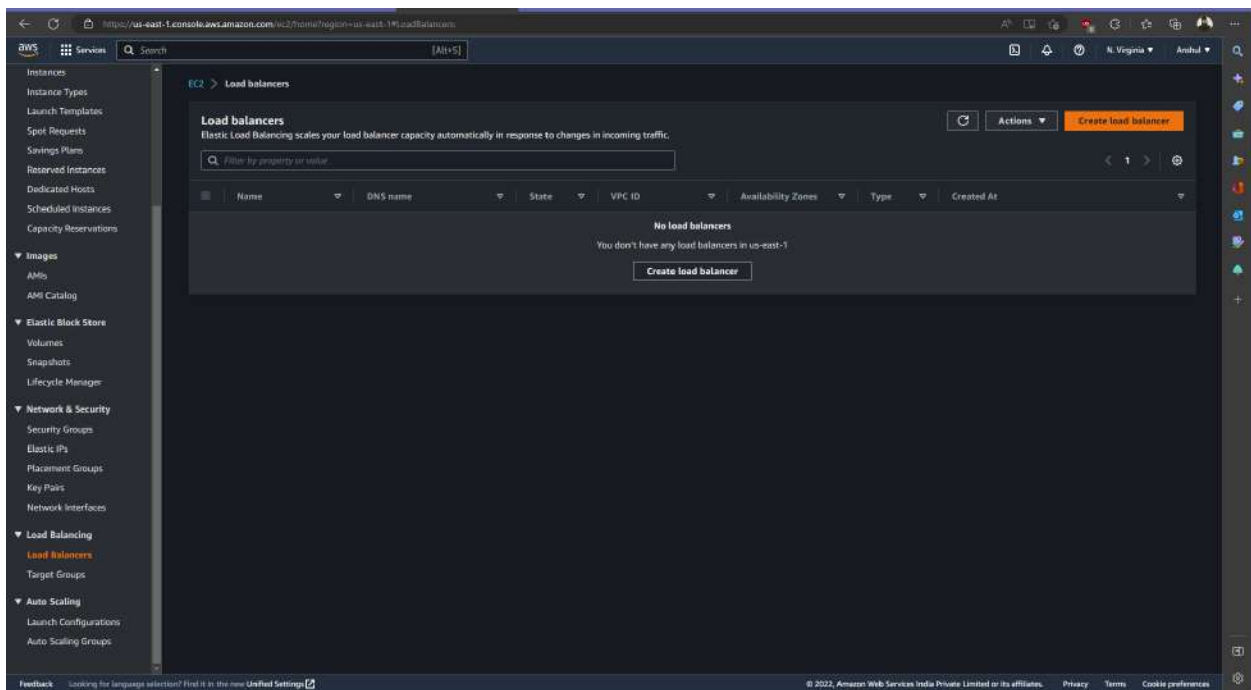 https://us-east-1.console.aws.amazon.com/ec2/home?region=us-east-1#LoadBalancers:
aws Services Search [Alt+S] N. Virginia Anshul
Instances
Instance Types
Launch Templates
Spot Requests
Savings Plans
Reserved Instances
Dedicated Hosts
Scheduled Instances
Capacity Reservations
Images
AMIs
AMI Catalog
Elastic Block Store
Volumes
Snapshots
Lifecycle Manager
Network & Security
Security Groups
Elastic IPs
Placement Groups
Key Pairs
Network Interfaces
Load Balancing
Load Balancers
Target Groups
Auto Scaling
Launch Configurations
Auto Scaling Groups
EC2 > Load balancers
Load balancers
Elastic Load Balancing scales your load balancer capacity automatically in response to changes in incoming traffic.
Actions
Create load balancer
Filter by property or value
1
Name DNS name State VPC ID Availability Zones Type Created At
No load balancers
You don't have any load balancers in us-east-1
Create load balancer
Feedback Looking for language selection? Find it in the new Unified Settings © 2022, Amazon Web Services India Private Limited or its affiliates. Privacy Terms Cookie preferences